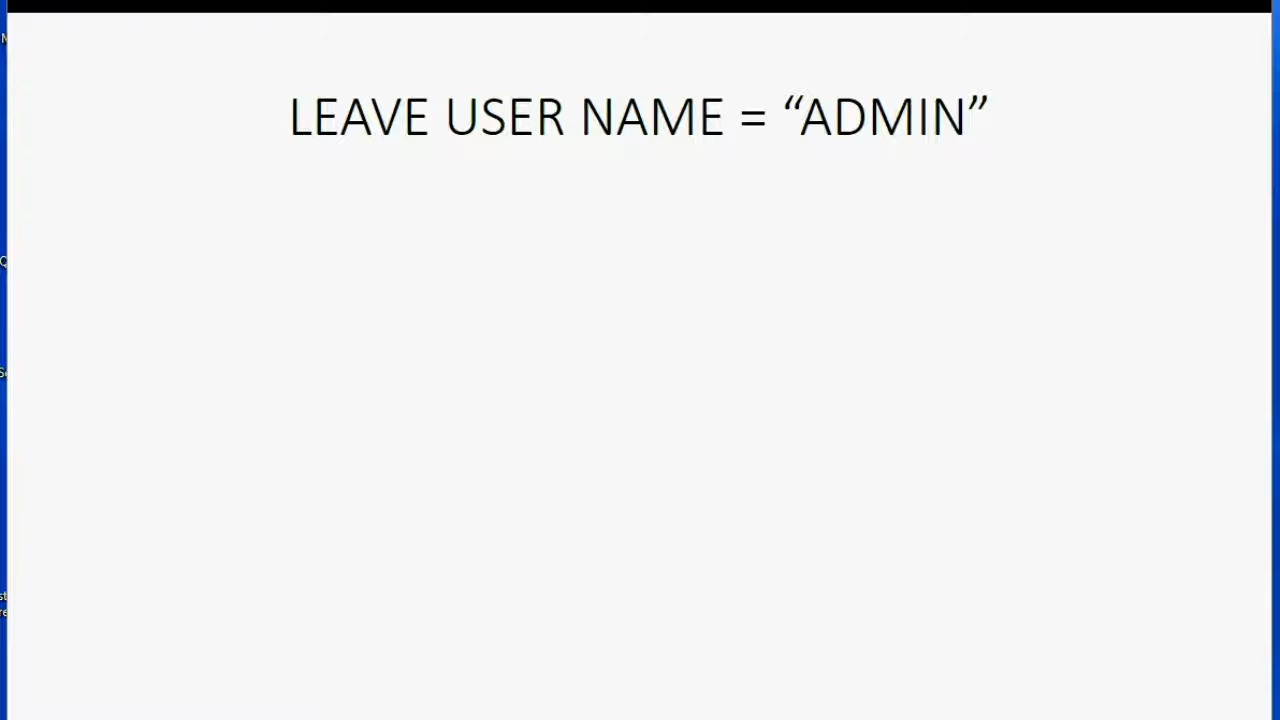 LEAVE USER NAME = “ADMIN”